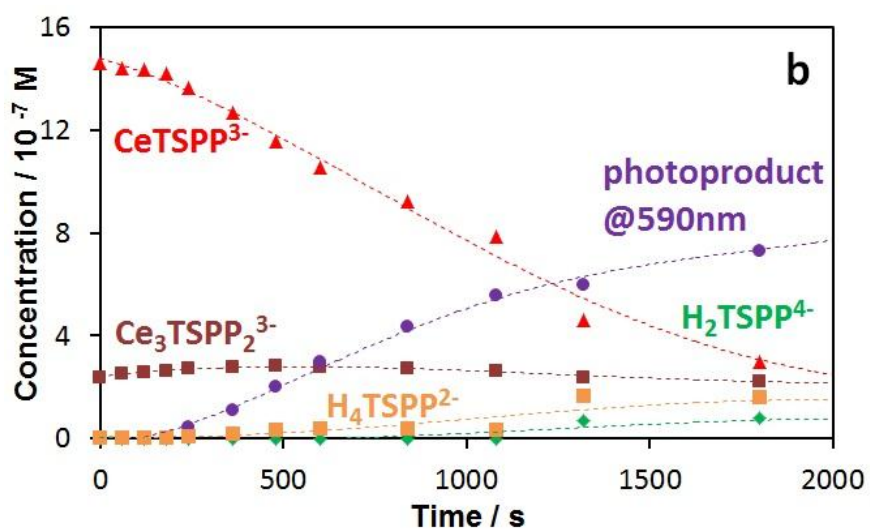 16
12
8
4
0
Concentration / 10⁻⁷ M
b
CeTSPP³⁻
photoproduct
@590nm
Ce₃TSPP₂³⁻
H₂TSPP⁴⁻
H₄TSPP²⁻
0 500 1000 1500 2000
Time / s